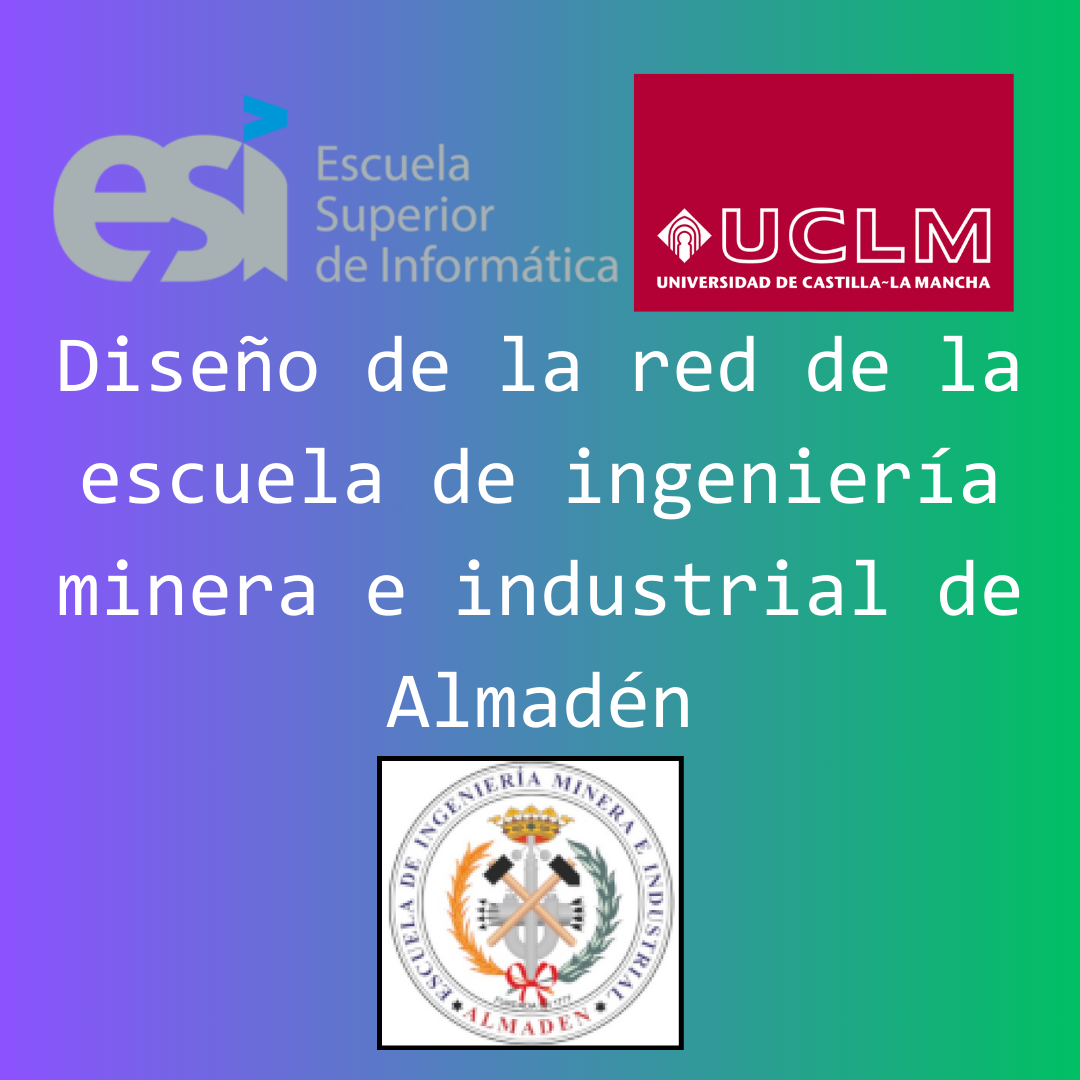 esi
Escuela
Superior
de Informática
UCLM
UNIVERSIDAD DE CASTILLA~LA MANCHA
Diseño de la red de la
escuela de ingeniería
minera e industrial de
Almadén
ESCUELA DE INGENIERÍA MINERA E INDUSTRIAL
ALMADEN